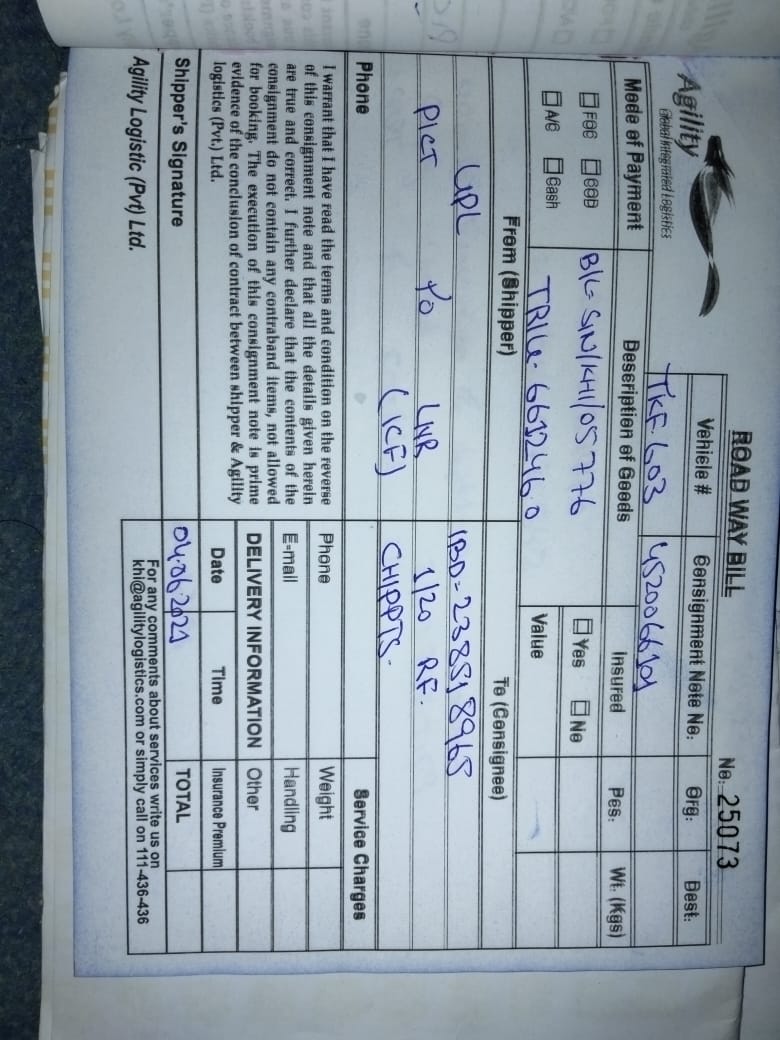 ROAD WAY BILL
No. 25073
Agility
Global Integrated Logistics
Vehicle # Consignment Note No. Org: Dest:
TKF-603 4520066101
Mode of Payment Description of Goods Insured Pcs. Wt. (Kgs)
FOC COD B/L- SIN/KHI/05776 Yes No
A/C Cash 6612460 Value
From (Shipper) To (Consignee)
UPL IBD-238518965
PICT TO LHR 1/20 RF.
(ICF) CHIPPTS-
Phone Service Charges
I warrant that I have read the terms and condition on the reverse
of this consignment note and that all the details given herein
are true and correct. I further declare that the contents of the
consignment do not contain any contraband items, not allowed
for booking. The execution of this consignment note is prime
evidence of the conclusion of contract between shipper & Agility
logistics (Pvt.) Ltd.
Phone Weight
E-mail Handling
DELIVERY INFORMATION Other
Date Time Insurance Premium
Shipper's Signature 04.06.2021 TOTAL
Agility Logistic (Pvt) Ltd.
For any comments about services write us on
khi@agilitylogistics.com or simply call on 111-436-436